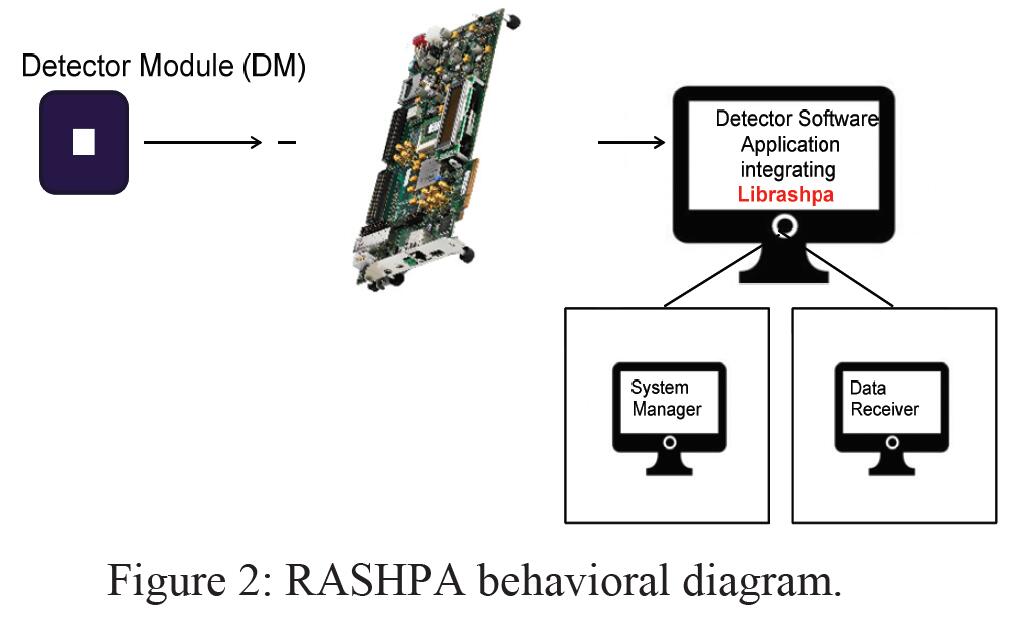 Detector Module (DM)
Detector Software
Application
integrating
Librashpa
System
Manager
Data
Receiver
Figure 2: RASHPA behavioral diagram.